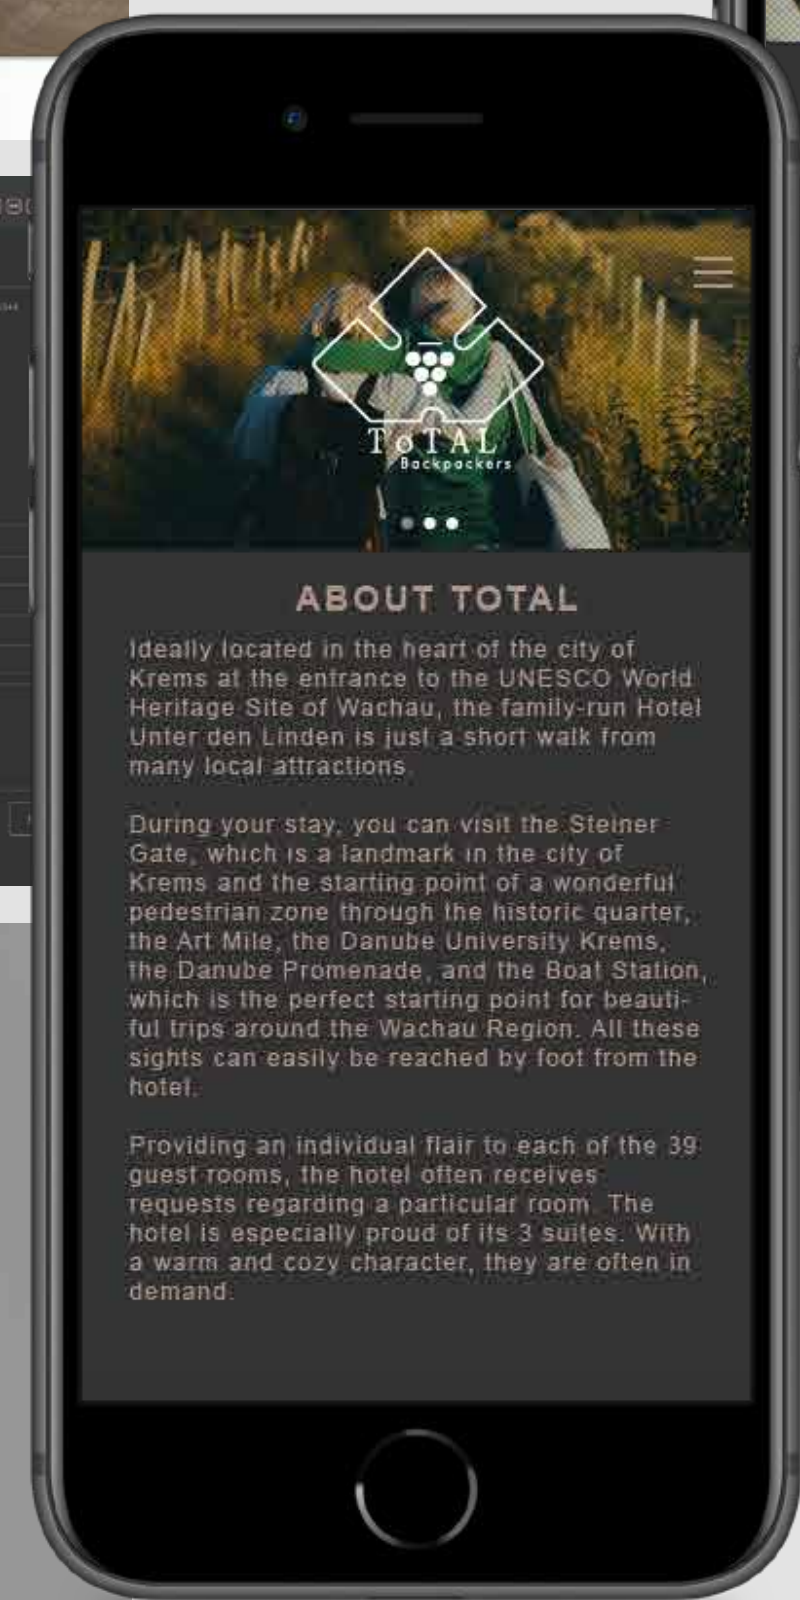 ToTAL
Backpackers
ABOUT TOTAL
Ideally located in the heart of the city of
Krems at the entrance to the UNESCO World
Heritage Site of Wachau, the family-run Hotel
Unter den Linden is just a short walk from
many local attractions.
During your stay, you can visit the Steiner
Gate, which is a landmark in the city of
Krems and the starting point of a wonderful
pedestrian zone through the historic quarter,
the Art Mile, the Danube University Krems,
the Danube Promenade, and the Boat Station,
which is the perfect starting point for beauti-
ful trips around the Wachau Region. All these
sights can easily be reached by foot from the
hotel.
Providing an individual flair to each of the 39
guest rooms, the hotel often receives
requests regarding a particular room. The
hotel is especially proud of its 3 suites. With
a warm and cozy character, they are often in
demand.